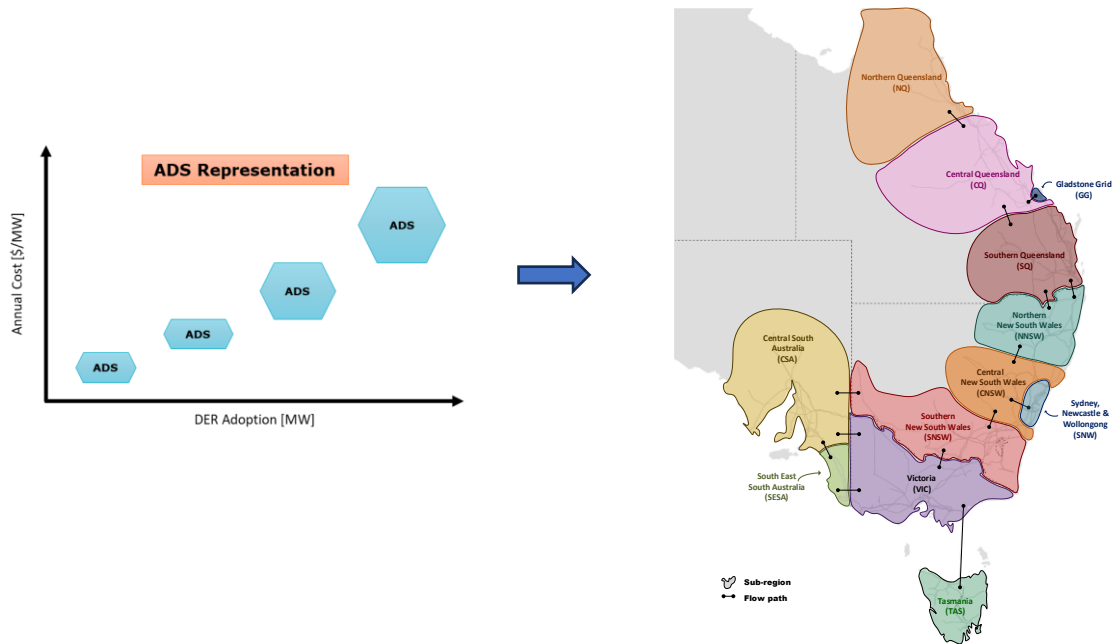 ADS Representation
Annual Cost [$/MW]
ADS
ADS
ADS
ADS
DER Adoption [MW]
Northern Queensland
(NQ)
Central Queensland
(CQ)
Gladstone Grid
(GG)
Southern Queensland
(SQ)
Northern
New South Wales
(NNSW)
Central South
Australia
(CSA)
Central
New South Wales
(CNSW)
Sydney,
Newcastle &
Wollongong
(SNW)
Southern
New South Wales
(SNSW)
South East
South Australia
(SESA)
Victoria
(VIC)
Sub-region
Flow path
Tasmania
(TAS)